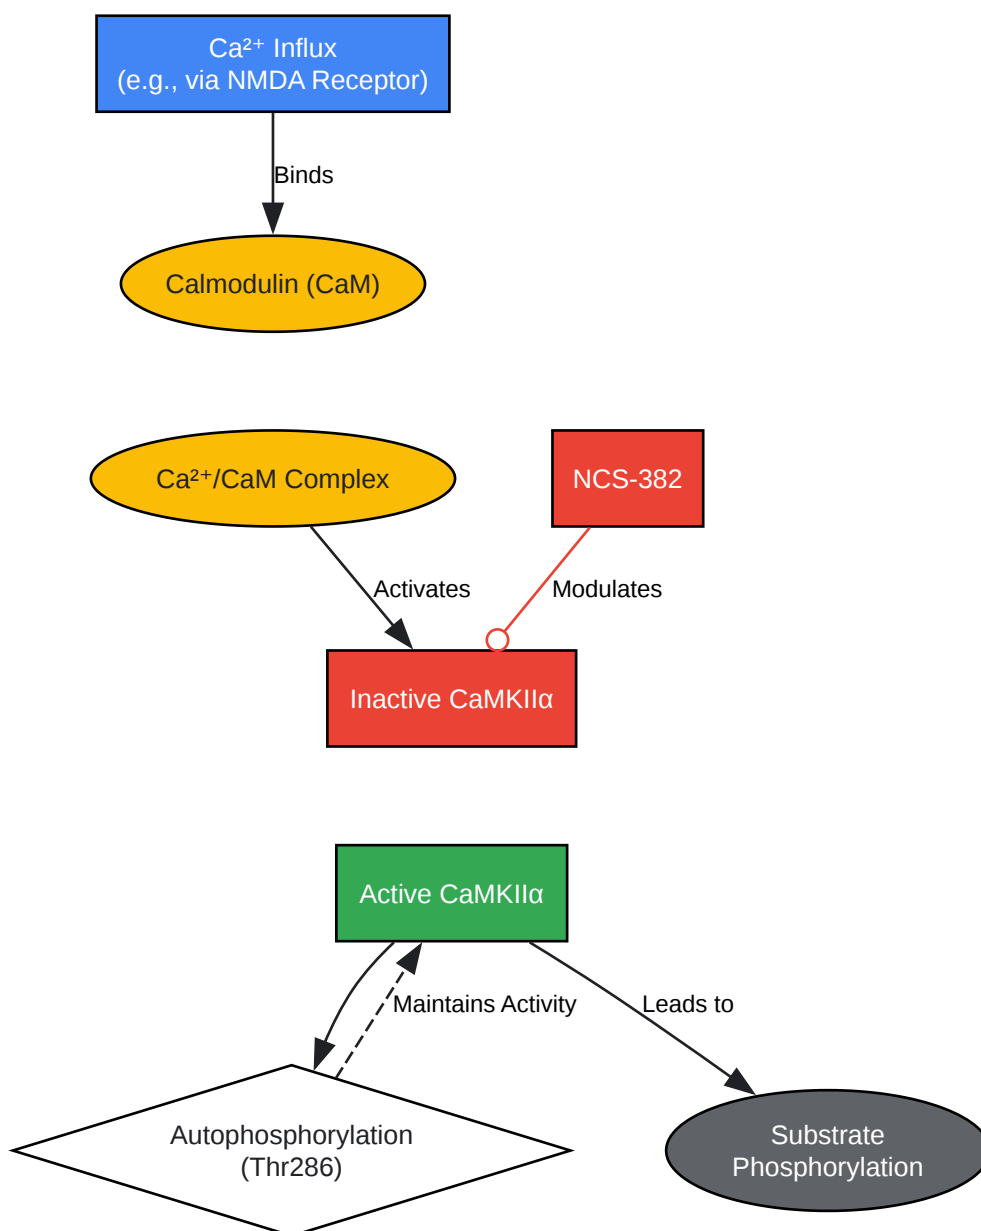 Ca²⁺ Influx
(e.g., via NMDA Receptor)
Binds
Calmodulin (CaM)
Ca²⁺/CaM Complex
NCS-382
Activates
Modulates
Inactive CaMKIIα
Active CaMKIIα
Maintains Activity
Leads to
Autophosphorylation
(Thr286)
Substrate
Phosphorylation